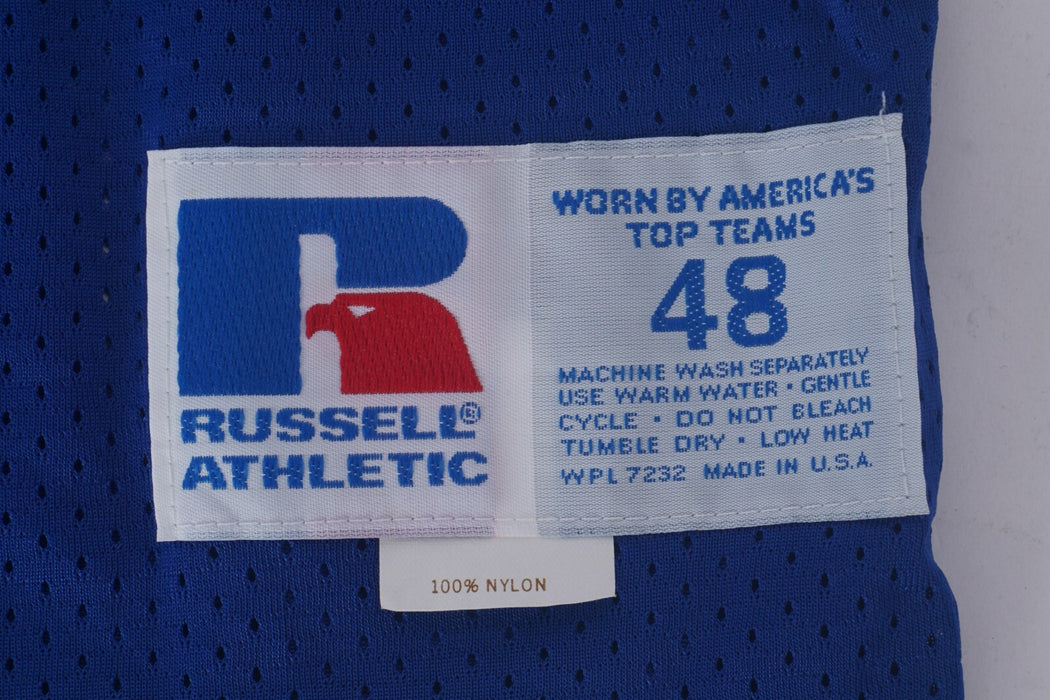 RUSSELL®
ATHLETIC
WORN BY AMERICA'S
TOP TEAMS
48
MACHINE WASH SEPARATELY
USE WARM WATER · GENTLE
CYCLE · DO NOT BLEACH
TUMBLE DRY · LOW HEAT
WPL 7232 MADE IN U.S.A.
100% NYLON